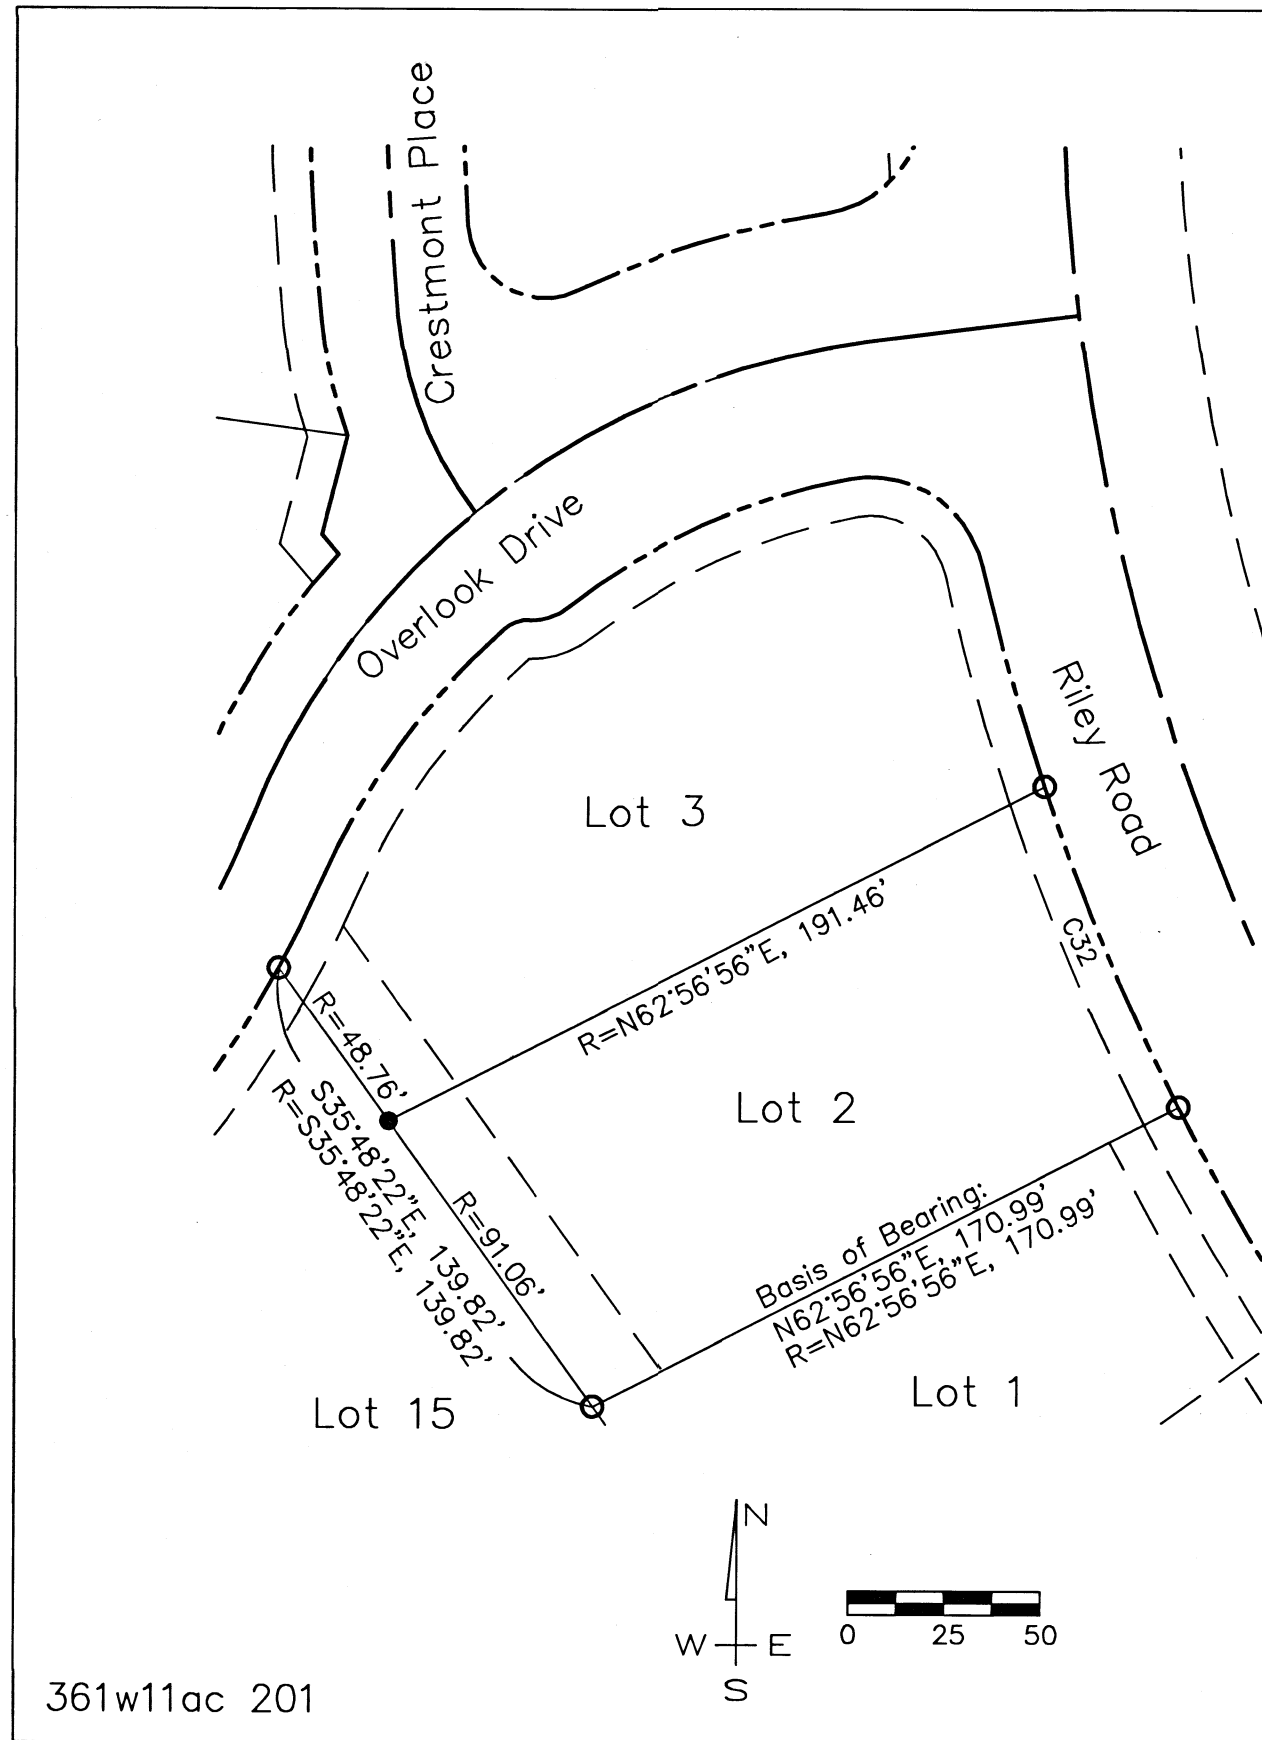 Crestmont Place
Overlook Drive
Riley Road
Lot 3
R=N62°56'56"E, 191.46'
C32
R=48.76'
S35°48'22"E, 139.82'
R=S35°48'22"E, 139.82'
Lot 2
R=91.06'
Basis of Bearing:
N62°56'56"E, 170.99'
R=N62°56'56"E, 170.99'
Lot 1
Lot 15
N
W E
S
0 25 50
361w11ac 201